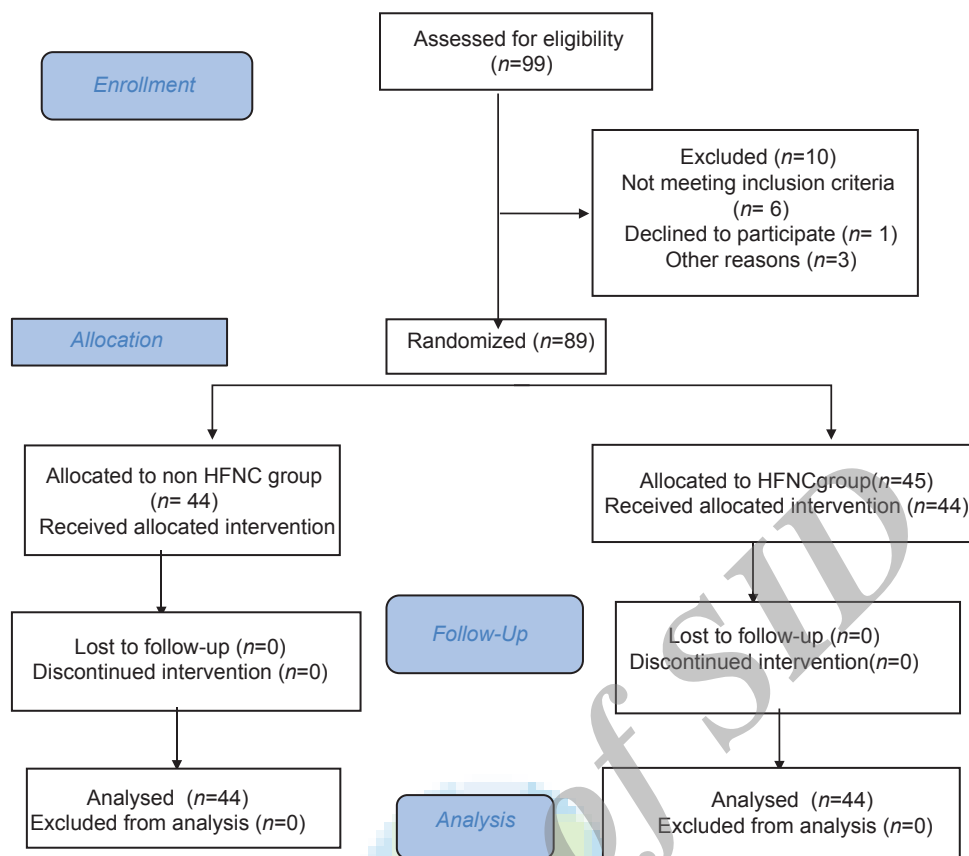 Assessed for eligibility
(n=99)
Enrollment
Excluded (n=10)
Not meeting inclusion criteria
(n= 6)
Declined to participate (n= 1)
Other reasons (n=3)
Allocation
Randomized (n=89)
Allocated to non HFNC group
(n= 44)
Received allocated intervention
Allocated to HFNCgroup(n=45)
Received allocated intervention (n=44)
Lost to follow-up (n=0)
Discontinued intervention (n=0)
Follow-Up
Lost to follow-up (n=0)
Discontinued intervention(n=0)
Analysed (n=44)
Excluded from analysis (n=0)
Analysis
Analysed (n=44)
Excluded from analysis (n=0)
of SID